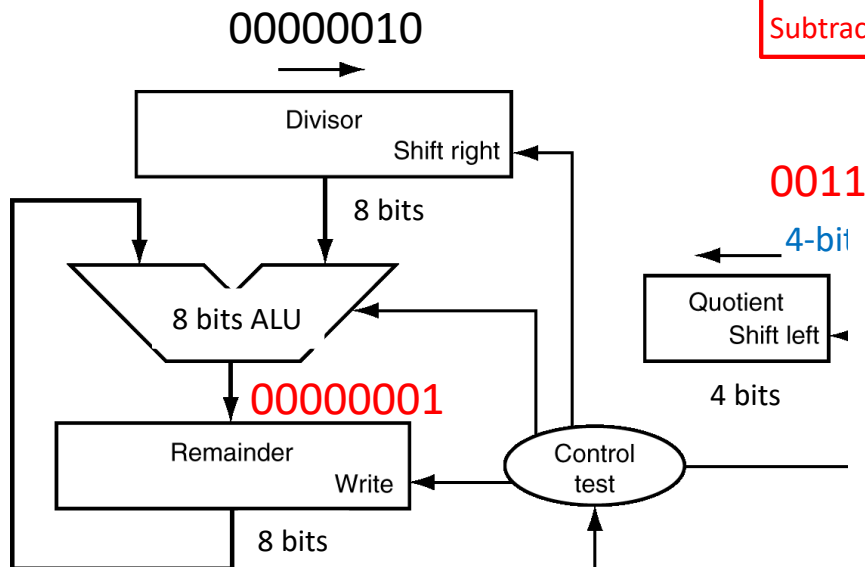 00000010
Subtrac
Divisor
Shift right
0011
8 bits
4-bit
8 bits ALU
Quotient
Shift left
00000001
4 bits
Remainder
Write
Control
test
8 bits